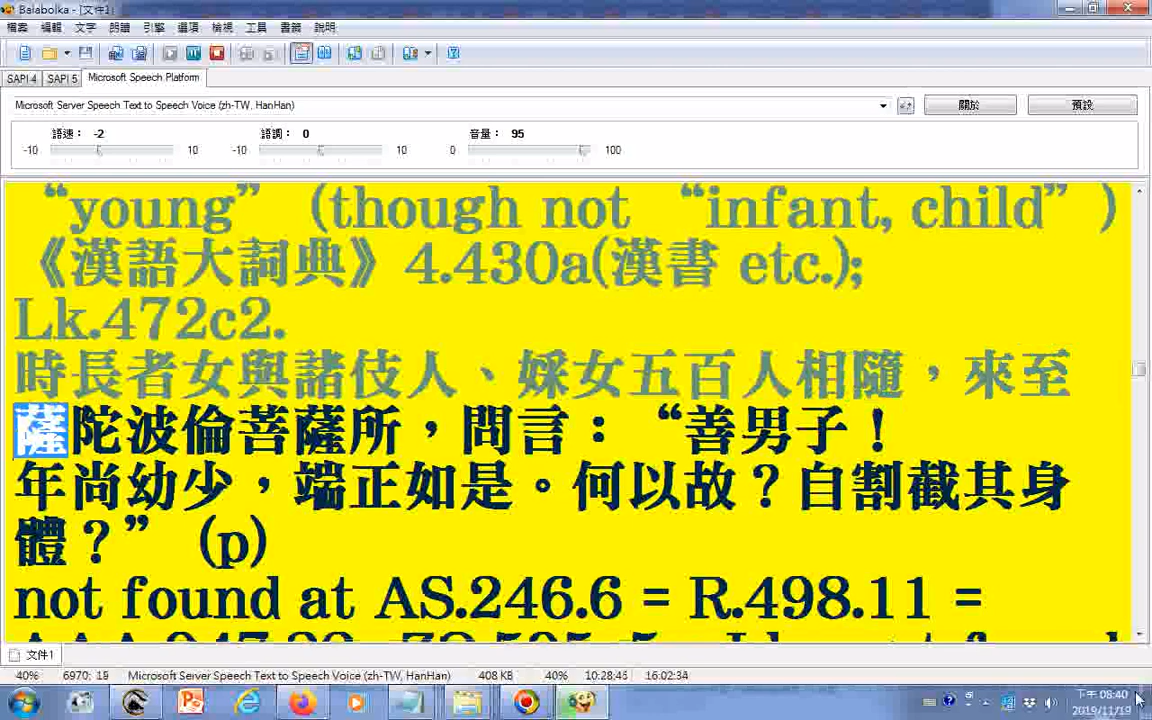 Balabolka - [文件1]
檔案 編輯 文字 朗讀 引擎 選項 檢視 工具 書籤 說明
SAPI 4 SAPI 5 Microsoft Speech Platform
Microsoft Server Speech Text to Speech Voice (zh-TW, HanHan) 關於 預設
語速： -2 語調： 0 音量： 95
-10 10 -10 10 0 100
“young” (though not “infant, child”)
《漢語大詞典》4.430a(漢書 etc.);
Lk.472c2.
時長者女與諸伎人、婇女五百人相隨，來至
薩陀波倫菩薩所，問言：“善男子！
年尚幼少，端正如是。何以故？自割截其身
體？” (p)
not found at AS.246.6 = R.498.11 =
文件1
40% 6970; 19 Microsoft Server Speech Text to Speech Voice (zh-TW, HanHan) 408 KB 40% 10:28:45 16:02:34
下午 08:40
2019/11/19